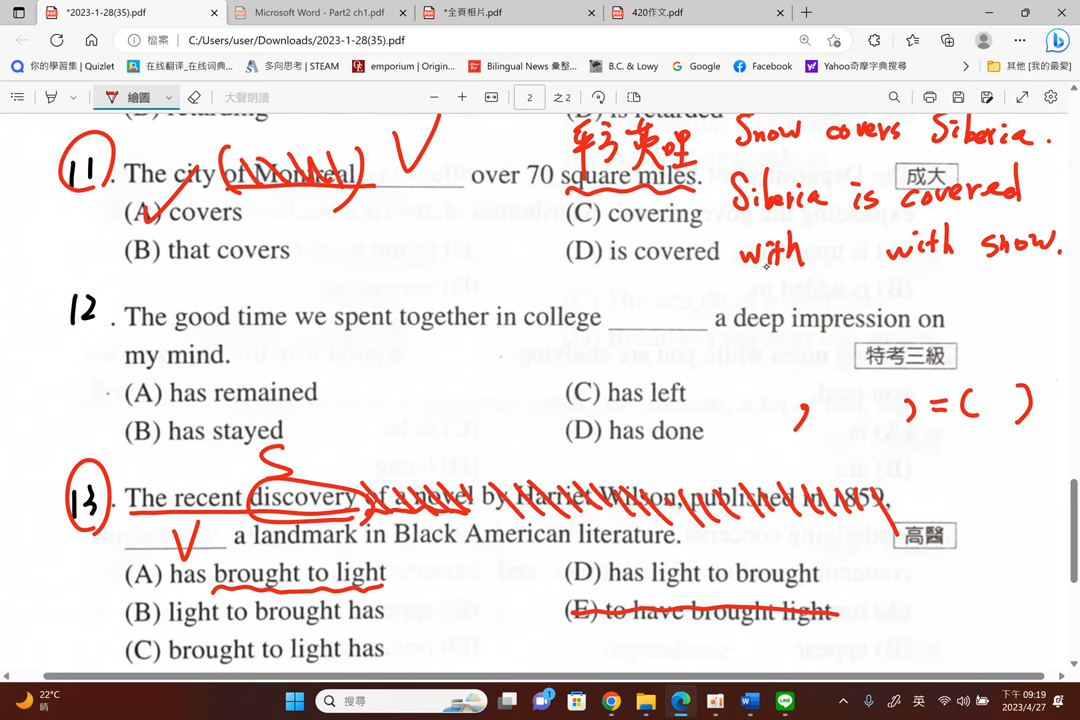 *2023-1-28(35).pdf
Microsoft Word - Part2 ch1.pdf
*全頁相片.pdf
420作文.pdf
檔案
C:/Users/user/Downloads/2023-1-28(35).pdf
你的學習集 | Quizlet
在线翻译_在线词典...
多向思考 | STEAM
emporium | Origin...
Bilingual News 彙整...
B.C. & Lowy
Google
Facebook
Yahoo奇摩字典搜尋
其他 [我的最愛]
繪圖
大聲朗讀
2
之 2
平方英哩
Snow covers Siberia.
11. The city of Montreal ________ over 70 square miles.
成大
Siberia is covered
(A) covers
(C) covering
(B) that covers
(D) is covered
with
with snow.
12. The good time we spent together in college ________ a deep impression on
my mind.
特考三級
(A) has remained
(C) has left
, , = ( )
(B) has stayed
(D) has done
S
13. The recent discovery of a novel by Harriet Wilson, published in 1859,
________ a landmark in Black American literature.
高醫
V
(A) has brought to light
(D) has light to brought
(B) light to brought has
(E) to have brought light
(C) brought to light has
22°C
晴
搜尋
英
下午 09:19
2023/4/27